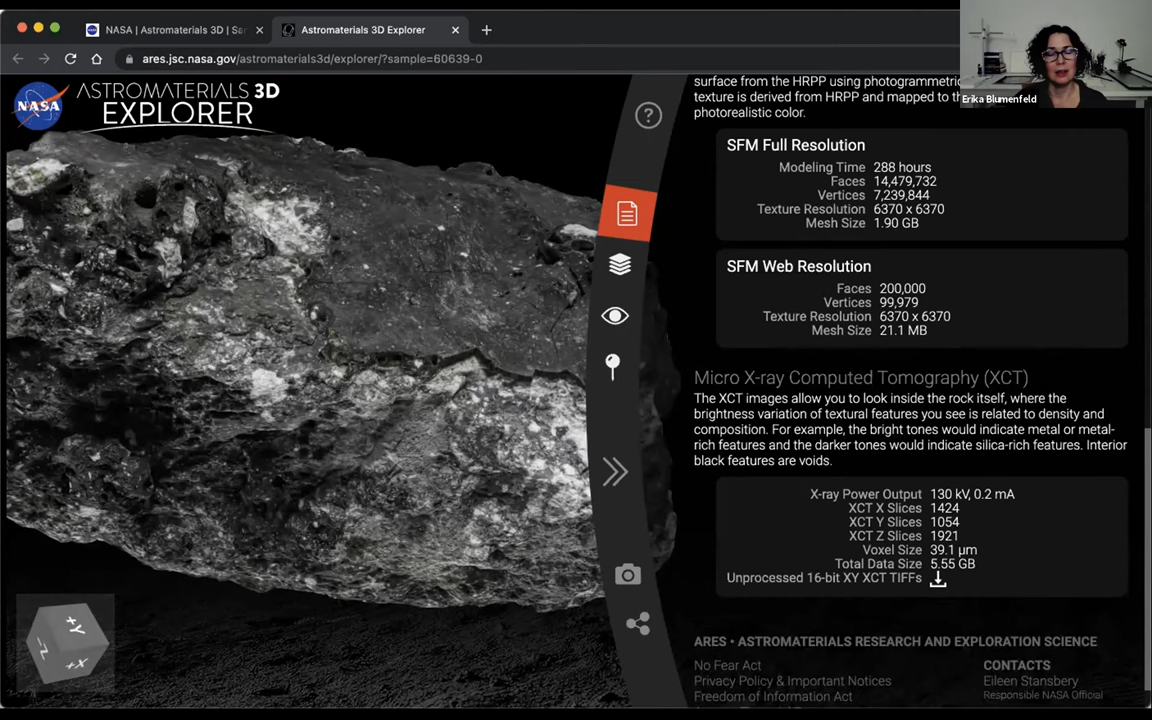 NASA | Astromaterials 3D | Sa
Astromaterials 3D Explorer
ares.jsc.nasa.gov/astromaterials3d/explorer/?sample=60639-0
NASA
ASTROMATERIALS 3D
EXPLORER
Erika Blumenfeld
surface from the HRPP using photogrammetric
texture is derived from HRPP and mapped to th
photorealistic color.
SFM Full Resolution
Modeling Time 288 hours
Faces 14,479,732
Vertices 7,239,844
Texture Resolution 6370 x 6370
Mesh Size 1.90 GB
SFM Web Resolution
Faces 200,000
Vertices 99,979
Texture Resolution 6370 x 6370
Mesh Size 21.1 MB
Micro X-ray Computed Tomography (XCT)
The XCT images allow you to look inside the rock itself, where the
brightness variation of textural features you see is related to density and
composition. For example, the bright tones would indicate metal or metal-
rich features and the darker tones would indicate silica-rich features. Interior
black features are voids.
X-ray Power Output 130 kV, 0.2 mA
XCT X Slices 1424
XCT Y Slices 1054
XCT Z Slices 1921
Voxel Size 39.1 µm
Total Data Size 5.55 GB
Unprocessed 16-bit XY XCT TIFFs
+Y
-Z
+X
ARES • ASTROMATERIALS RESEARCH AND EXPLORATION SCIENCE
No Fear Act
Privacy Policy & Important Notices
Freedom of Information Act
CONTACTS
Eileen Stansbery
Responsible NASA Official